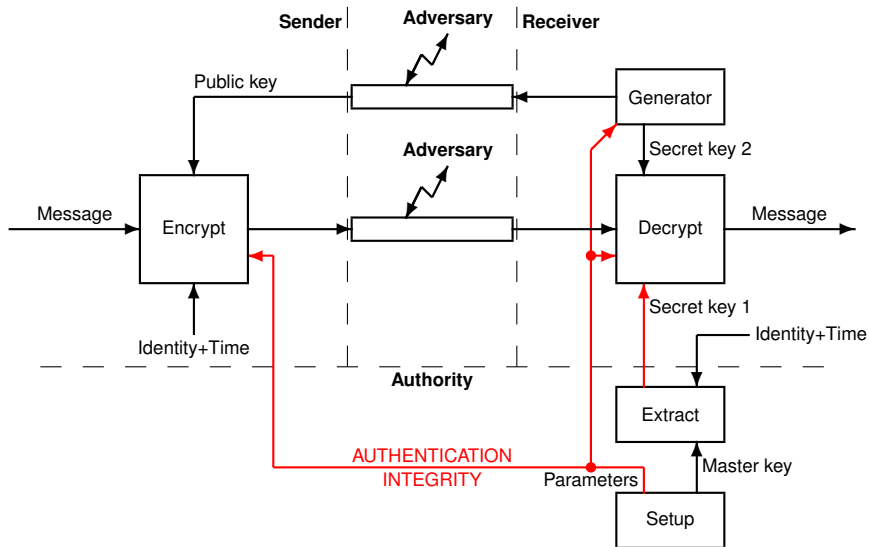 Sender
Adversary
Receiver
Public key
Generator
Secret key 2
Adversary
Message
Encrypt
Decrypt
Message
Secret key 1
Identity+Time
Identity+Time
Authority
Extract
AUTHENTICATION
INTEGRITY
Parameters
Master key
Setup